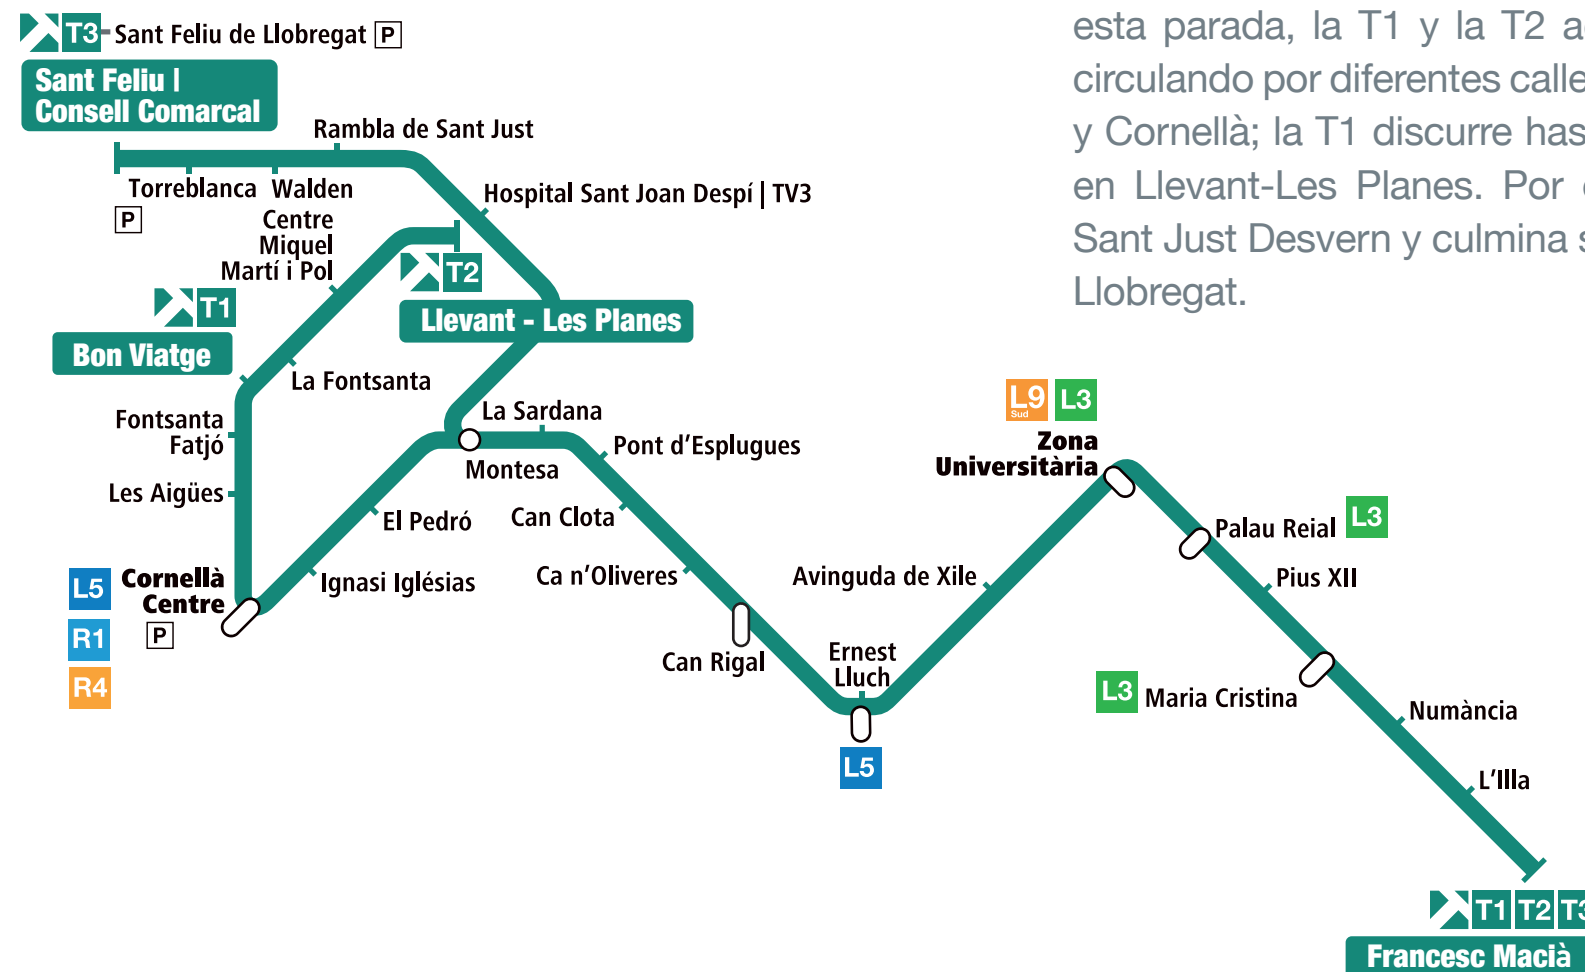 T3 Sant Feliu de Llobregat P
Sant Feliu |
Consell Comarcal
esta parada, la T1 y la T2
circulando por diferentes
y Cornellà; la T1 discurre
en Llevant-Les Planes. Por
Sant Just Desvern y culmina
Llobregat.
Rambla de Sant Just
Torreblanca
P
Walden
Hospital Sant Joan Despí | TV3
Centre
Miquel
Martí i Pol
T2
Llevant - Les Planes
T1
Bon Viatge
La Fontsanta
Fontsanta
Fatjó
Les Aigües
La Sardana
Pont d'Esplugues
Montesa
El Pedró
Can Clota
Ignasi Iglésias
Ca n'Oliveres
L5
R1
R4
Cornellà
Centre
P
Can Rigal
Avinguda de Xile
Ernest
Lluch
L5
L9
Sud
L3
Zona
Universitària
Palau Reial L3
Pius XII
L3 Maria Cristina
Numància
L'Illa
T1 T2 T3
Francesc Macià